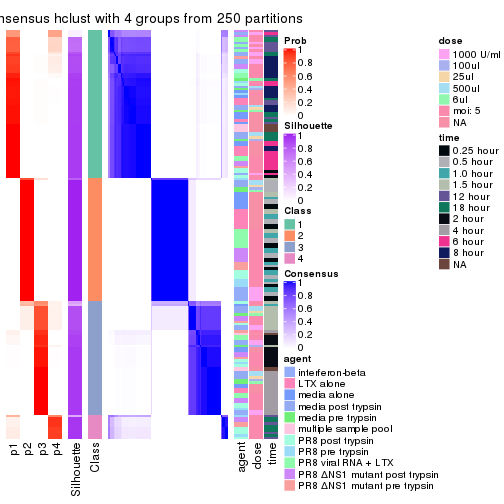 nsensus hclust with 4 groups from 250 partitions
Prob
1
0.8
0.6
0.4
0.2
0
Silhouette
1
0.8
0.6
0.4
0.2
0
Class
1
2
3
4
Consensus
1
0.8
0.6
0.4
0.2
0
agent
interferon-beta
LTX alone
media alone
media post trypsin
media pre trypsin
multiple sample pool
PR8 post trypsin
PR8 pre trypsin
PR8 viral RNA + LTX
PR8 ΔNS1 mutant post trypsin
PR8 ΔNS1 mutant pre trypsin
dose
1000 U/ml
100ul
25ul
500ul
6ul
moi: 5
NA
time
0.25 hour
0.5 hour
1.0 hour
1.5 hour
12 hour
18 hour
2 hour
4 hour
6 hour
8 hour
NA
p1
p2
p3
p4
Silhouette
Class
agent
dose
time